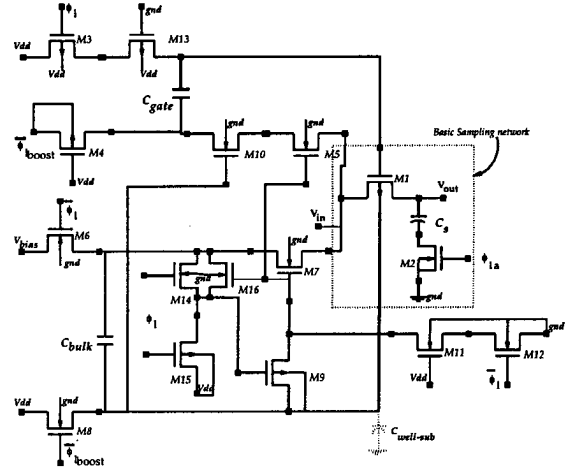 ϕ1
gnd
M3
M13
Vdd
Vdd
Vdd
Cgate
gnd
gnd
Basic Sampling network
ϕ1boost
M4
M10
M5
M1
Vdd
Vout
ϕ1
Vin
Cs
M6
Vbias
gnd
gnd
M2
ϕ1a
M7
gnd
M14
M16
gnd
ϕ1
gnd
Cbulk
M15
Vdd
M9
M11
M12
Vdd
ϕ1
Vdd
gnd
M8
Cwell-sub
ϕ1boost